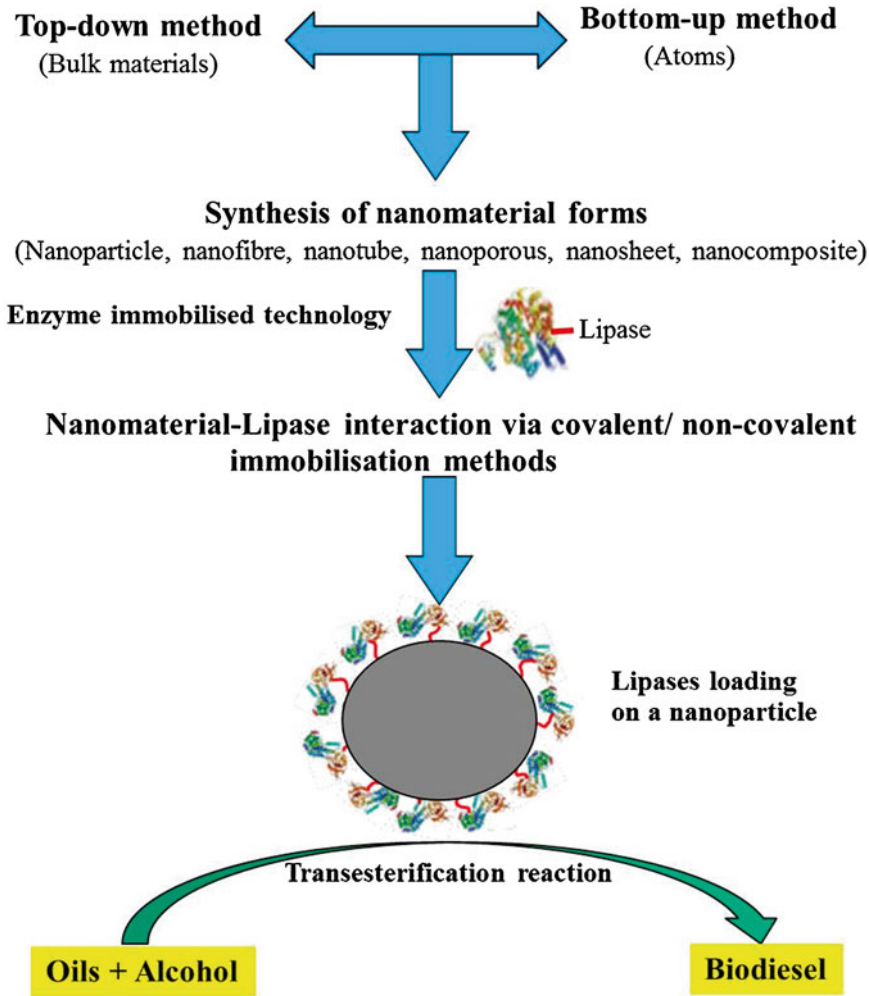 Top-down method
(Bulk materials)
Bottom-up method
(Atoms)
Synthesis of nanomaterial forms
(Nanoparticle, nanofibre, nanotube, nanoporous, nanosheet, nanocomposite)
Enzyme immobilised technology
Lipase
Nanomaterial-Lipase interaction via covalent/ non-covalent
immobilisation methods
Lipases loading
on a nanoparticle
Transesterification reaction
Oils + Alcohol
Biodiesel